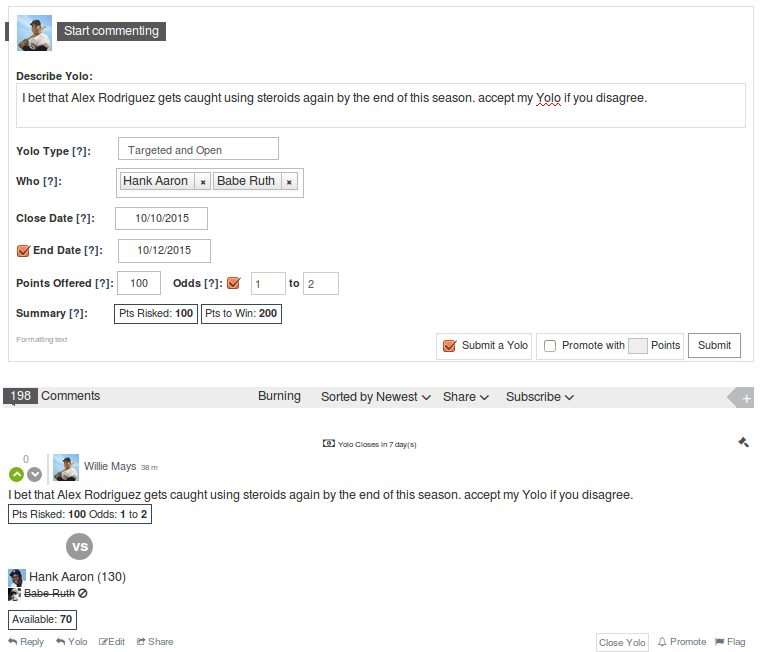 Start commenting
Describe Yolo:
I bet that Alex Rodriguez gets caught using steroids again by the end of this season. accept my Yolo if you disagree.
Yolo Type [?]: Targeted and Open
Who [?]: Hank Aaron × Babe Ruth ×
Close Date [?]: 10/10/2015
End Date [?]: 10/12/2015
Points Offered [?]: 100 Odds: [?]: 1 to 2
Summary [?]: Pts Risked: 100 Pts to Win: 200
Formatting text
Submit a Yolo Promote with Points Submit
198 Comments Burning Sorted by Newest Share Subscribe +
Yolo Closes in 7 day(s)
0
Willie Mays 38 m
I bet that Alex Rodriguez gets caught using steroids again by the end of this season. accept my Yolo if you disagree.
Pts Risked: 100 Odds: 1 to 2
VS
Hank Aaron (130)
Babe Ruth
Available: 70
Reply Yolo Edit Share Close Yolo Promote Flag